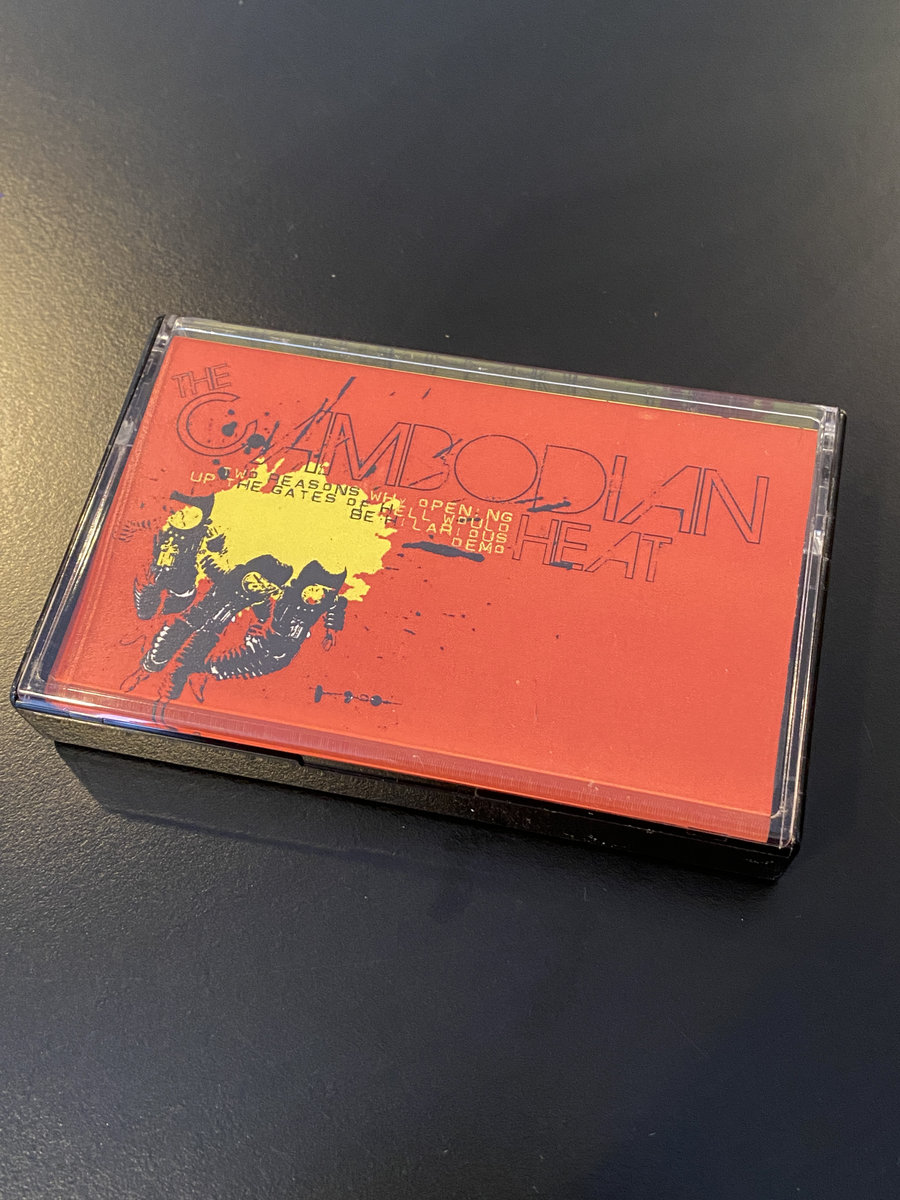 THE
CAMBODIAN
HEAT
TWO REASONS WHY OPENING
UP THE GATES OF HELL WOULD
BE HILARIOUS
DEMO